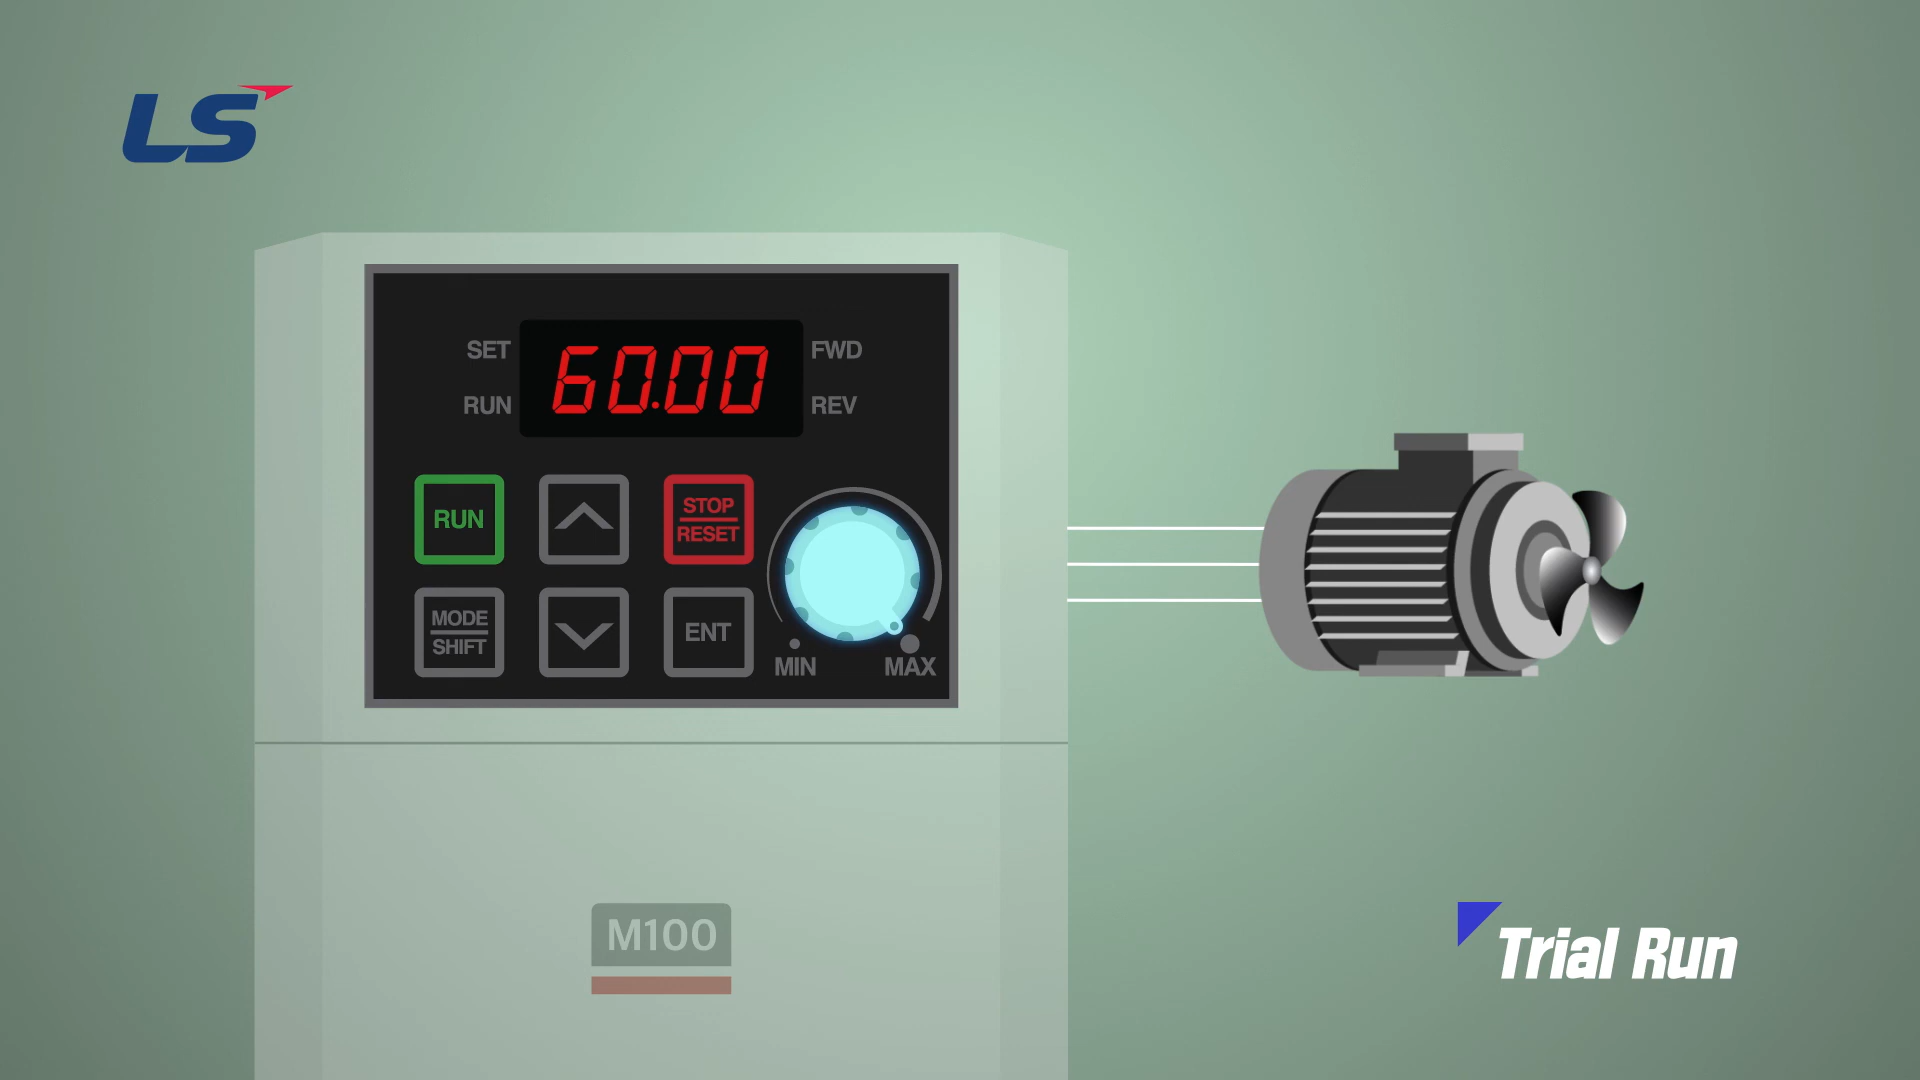 LS
SET
60.00
FWD
RUN
REV
RUN
STOP
RESET
MODE
SHIFT
ENT
MIN
MAX
M100
Trial Run